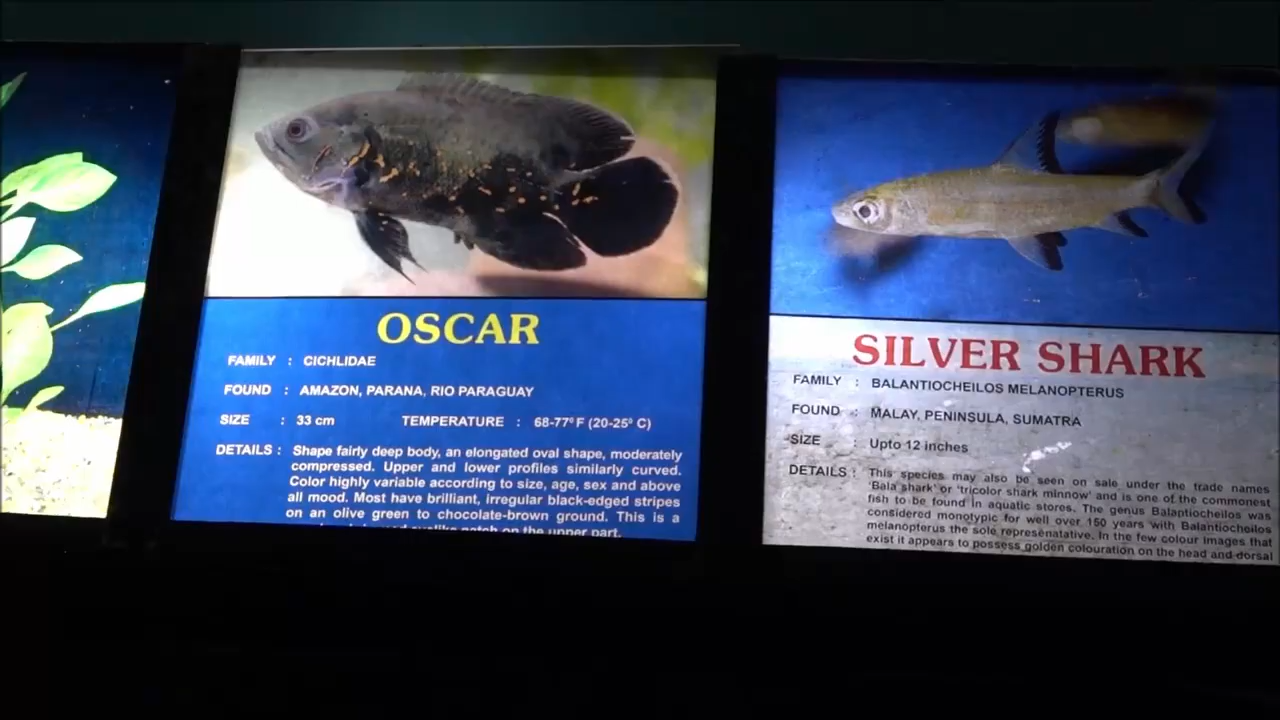 OSCAR
FAMILY : CICHLIDAE
FOUND : AMAZON, PARANA, RIO PARAGUAY
SIZE : 33 cm TEMPERATURE : 68-77º F (20-25º C)
DETAILS : Shape fairly deep body, an elongated oval shape, moderately
compressed. Upper and lower profiles similarly curved.
Color highly variable according to size, age, sex and above
all mood. Most have brilliant, irregular black-edged stripes
on an olive green to chocolate-brown ground. This is a
patch on the upper part.
SILVER SHARK
FAMILY : BALANTIOCHEILOS MELANOPTERUS
FOUND : MALAY, PENINSULA, SUMATRA
SIZE : Upto 12 inches
DETAILS : This species may also be seen on sale under the trade names
'Bala shark' or 'tricolor shark minnow' and is one of the commonest
fish to be found in aquatic stores. The genus Balantiocheilos was
considered monotypic for well over 150 years with Balantiocheilos
melanopterus the sole represenatative. In the few colour images that
exist it appears to possess golden colouration on the head and dorsal